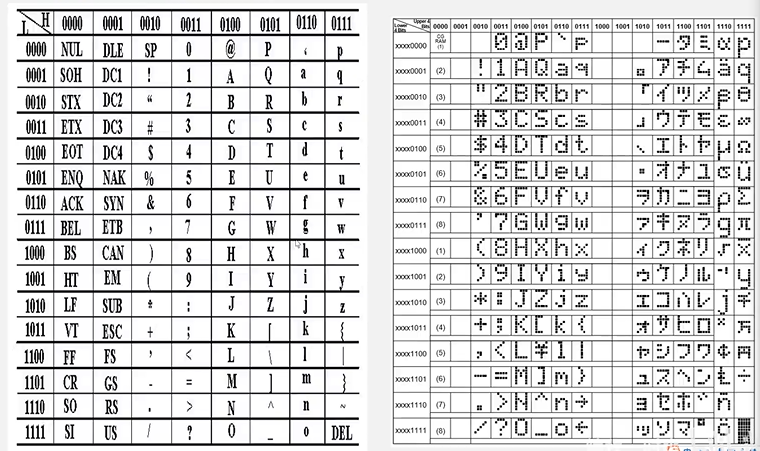 L H 0000 0001 0010 0011 0100 0101 0110 0111
0000 NUL DLE SP 0 @ P ‘ p
0001 SOH DC1 ! 1 A Q a q
0010 STX DC2 “ 2 B R b r
0011 ETX DC3 # 3 C S c s
0100 EOT DC4 $ 4 D T d t
0101 ENQ NAK % 5 E U e u
0110 ACK SYN & 6 F V f v
0111 BEL ETB , 7 G W g w
1000 BS CAN ) 8 H X h x
1001 HT EM ( 9 I Y i y
1010 LF SUB * : J Z j z
1011 VT ESC + ; K [ k {
1100 FF FS ’ < L \ l |
1101 CR GS - = M ] m }
1110 SO RS . > N ^ n ~
1111 SI US / ? O _ o DEL
Lower 4 Bits Upper 4 Bits 0000 0001 0010 0011 0100 0101 0110 0111 1000 1001 1010 1011 1100 1101 1110 1111
xxxx0000 CG RAM (1) 0 @ P ` p ー タ ミ α p
xxxx0001 (2) ! 1 A Q a q 。 ア チ ム ä q
xxxx0010 (3) " 2 B R b r 「 イ ツ メ β θ
xxxx0011 (4) # 3 C S c s 」 ウ テ モ ε ∞
xxxx0100 (5) $ 4 D T d t 、 エ ト ヤ μ Ω
xxxx0101 (6) % 5 E U e u ・ オ ナ ユ σ ü
xxxx0110 (7) & 6 F V f v ヲ カ ニ ヨ ρ Σ
xxxx0111 (8) ' 7 G W g w ァ キ ヌ ラ g π
xxxx1000 (1) ( 8 H X h x ィ ク ネ リ √ x̄
xxxx1001 (2) ) 9 I Y i y ゥ ケ ノ ル ⁻¹ y
xxxx1010 (3) * : J Z j z ェ コ ハ レ j 千
xxxx1011 (4) + ; K [ k { ォ サ ヒ ロ ˣ 万
xxxx1100 (5) , < L ¥ l | ャ シ フ ワ ¢ 円
xxxx1101 (6) - = M ] m } ュ ス ヘ ン ₤ ÷
xxxx1110 (7) . > N ^ n → ョ セ ホ ゛ ñ
xxxx1111 (8) / ? O _ o ← ッ ソ マ ゜ ö █